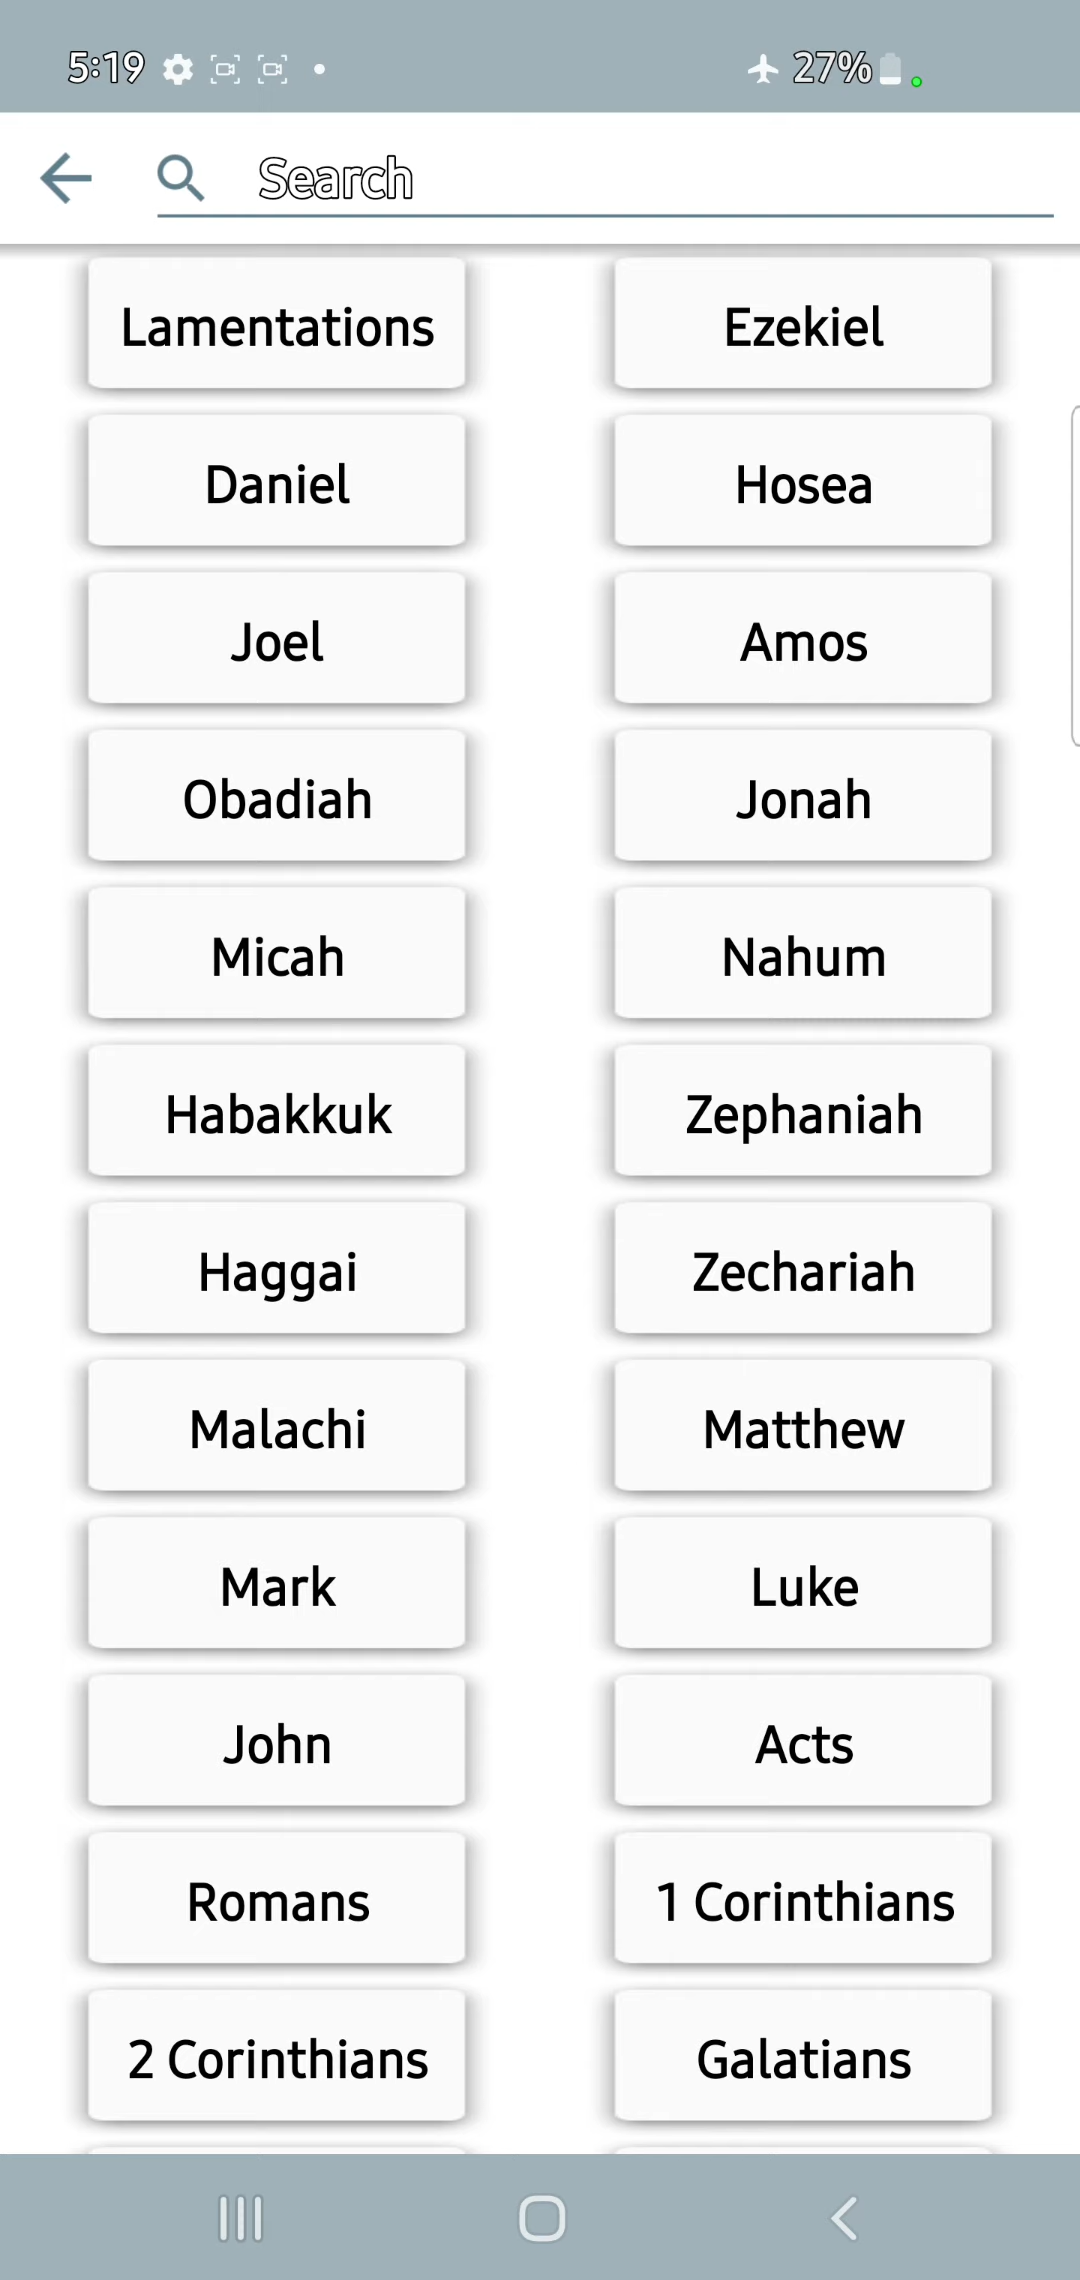 5:19 27%
Search
Lamentations Ezekiel
Daniel Hosea
Joel Amos
Obadiah Jonah
Micah Nahum
Habakkuk Zephaniah
Haggai Zechariah
Malachi Matthew
Mark Luke
John Acts
Romans 1 Corinthians
2 Corinthians Galatians